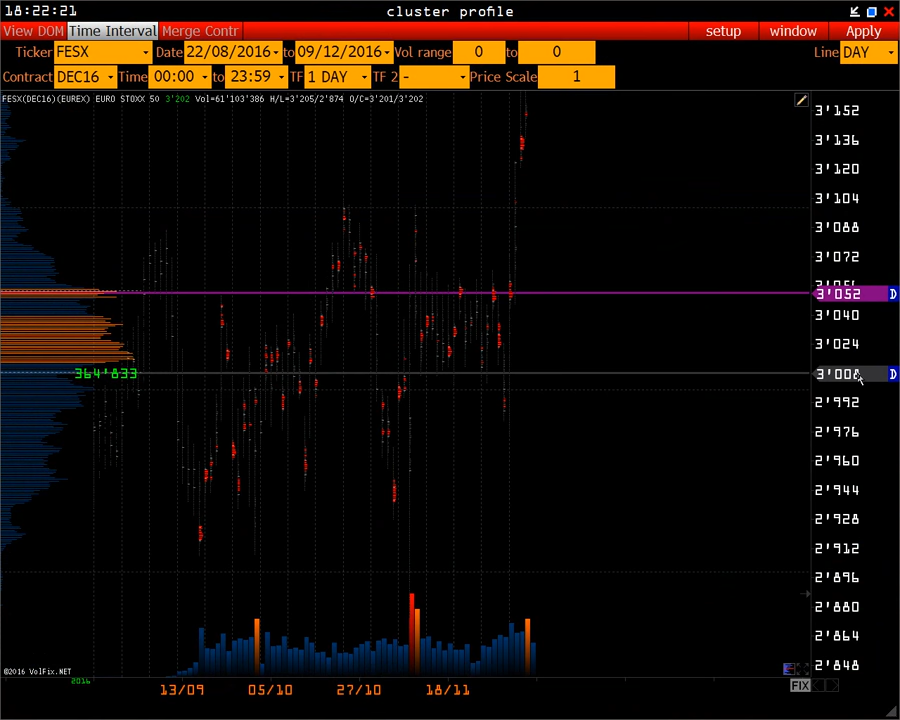 18:22:21 cluster profile
View DOM Time Interval Merge Contr setup window Apply
Ticker FESX Date 22/08/2016 to 09/12/2016 Vol range 0 to 0 Line DAY
Contract DEC16 Time 00:00 to 23:59 TF 1 DAY TF 2 - Price Scale 1
FESX(DEC16)(EUREX) EURO STOXX 50 3'202 Vol=61'103'386 H/L=3'205/2'874 O/C=3'201/3'202
3'152
3'136
3'120
3'104
3'088
3'072
3'052 D
3'040
3'024
364'833 3'008 D
2'992
2'976
2'960
2'944
2'928
2'912
2'896
2'880
2'864
2'848
©2016 VolFix.NET
2016
FIX
13/09 05/10 27/10 18/11